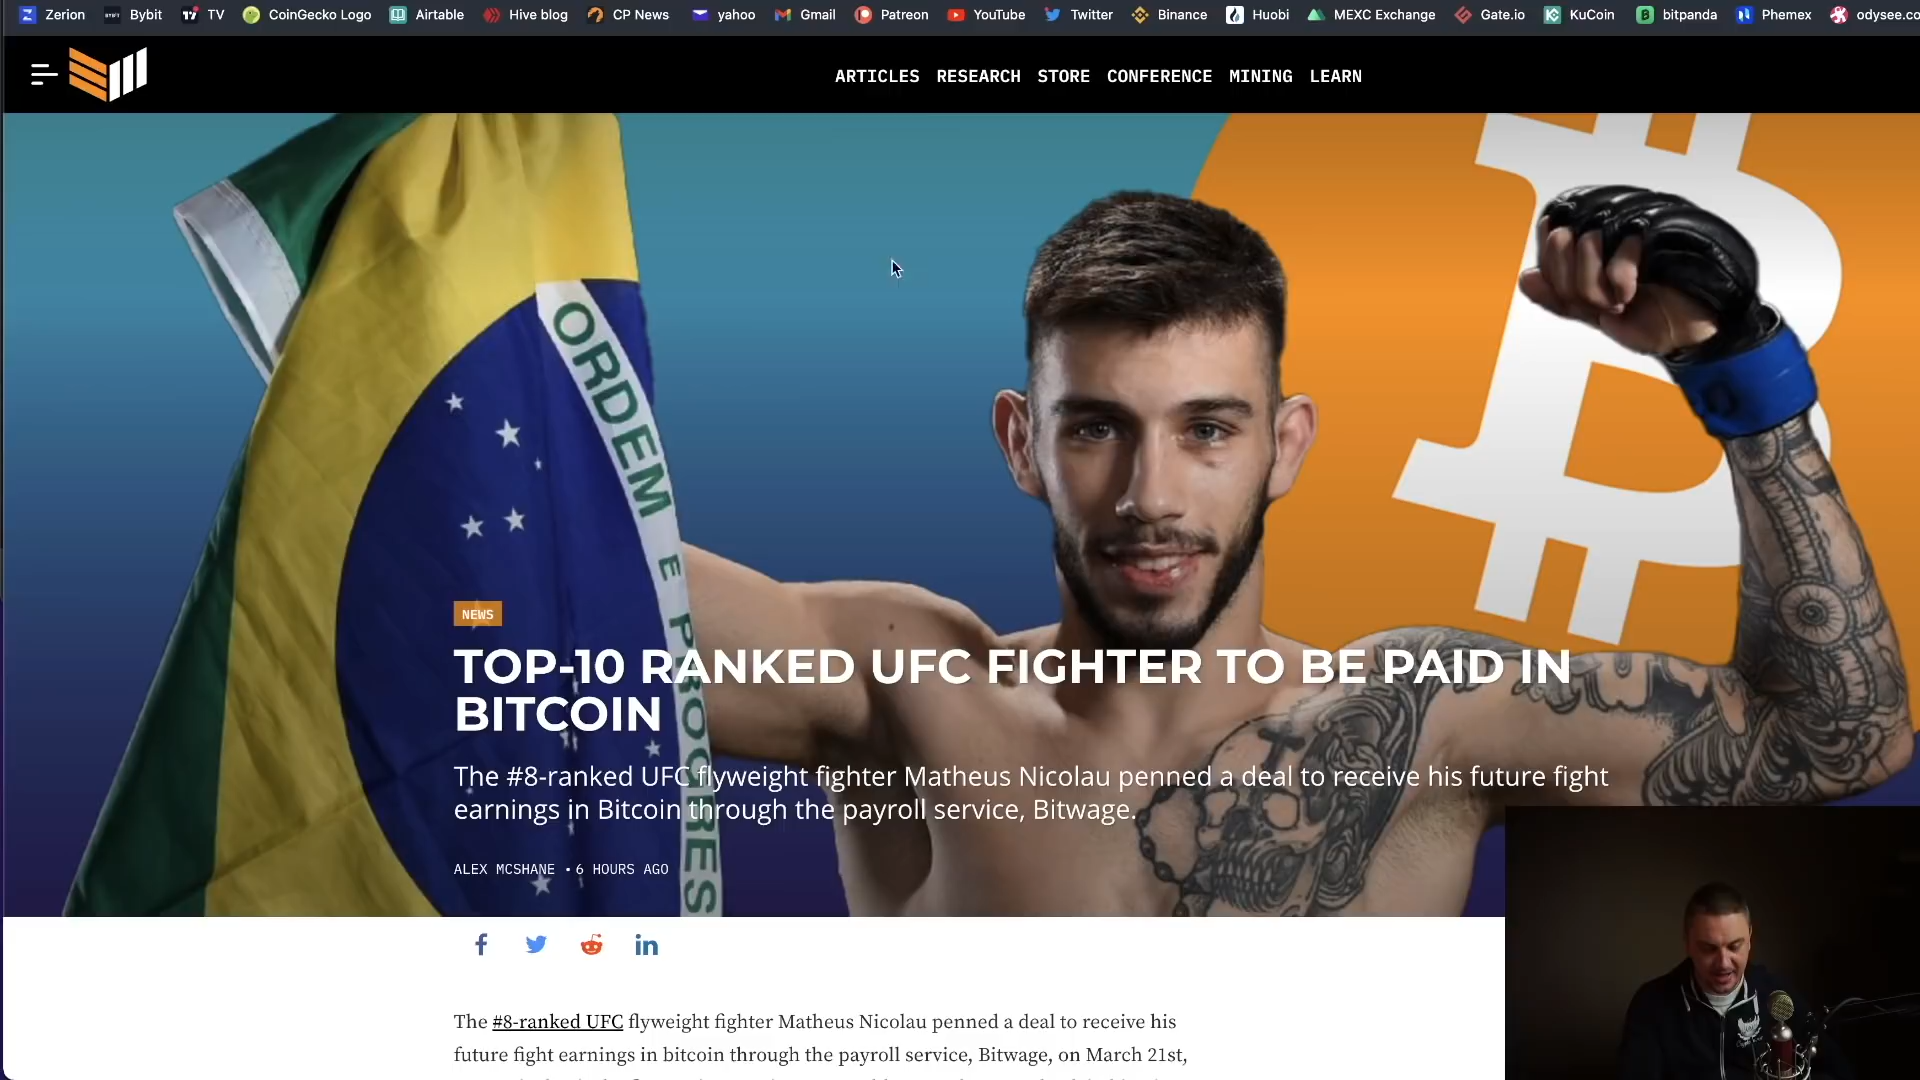 Zerion Bybit TV CoinGecko Logo Airtable Hive blog CP News yahoo Gmail Patreon YouTube Twitter Binance Huobi MEXC Exchange Gate.io KuCoin bitpanda Phemex odysee.co
ARTICLES RESEARCH STORE CONFERENCE MINING LEARN
ORDEM E PROGRES
NEWS
TOP-10 RANKED UFC FIGHTER TO BE PAID IN
BITCOIN
The #8-ranked UFC flyweight fighter Matheus Nicolau penned a deal to receive his future fight
earnings in Bitcoin through the payroll service, Bitwage.
ALEX MCSHANE • 6 HOURS AGO
The #8-ranked UFC flyweight fighter Matheus Nicolau penned a deal to receive his
future fight earnings in bitcoin through the payroll service, Bitwage, on March 21st,